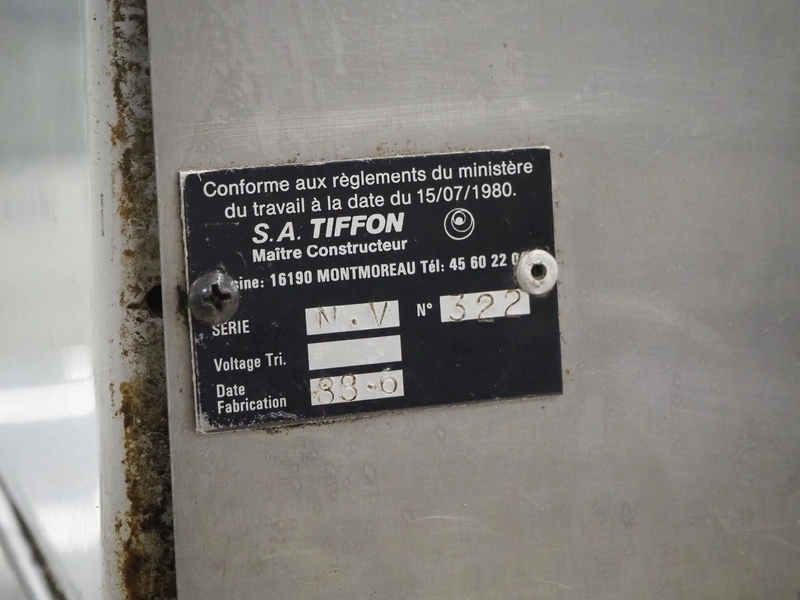 Conforme aux règlements du ministère
du travail à la date du 15/07/1980.
S.A. TIFFON
Maître Constructeur
sine: 16190 MONTMOREAU Tél: 45 60 22 0
SERIE N.V N° 322
Voltage Tri.
Date
Fabrication 88-6